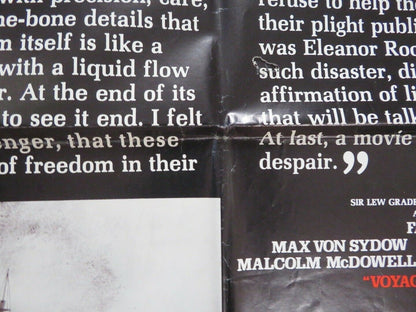 with precision, care,
ne-bone details that
m itself is like a
with a liquid flow
r. At the end of its
to see it end. I felt
onger, that these
of freedom in their
refuse to help th
their plight publi
was Eleanor Roo
such disaster, di
affirmation of li
that will be talk
At last, a movie
despair.”
SIR LEW GRADE
MAX VON SYDOW
MALCOLM McDOWELL
"VOYAG